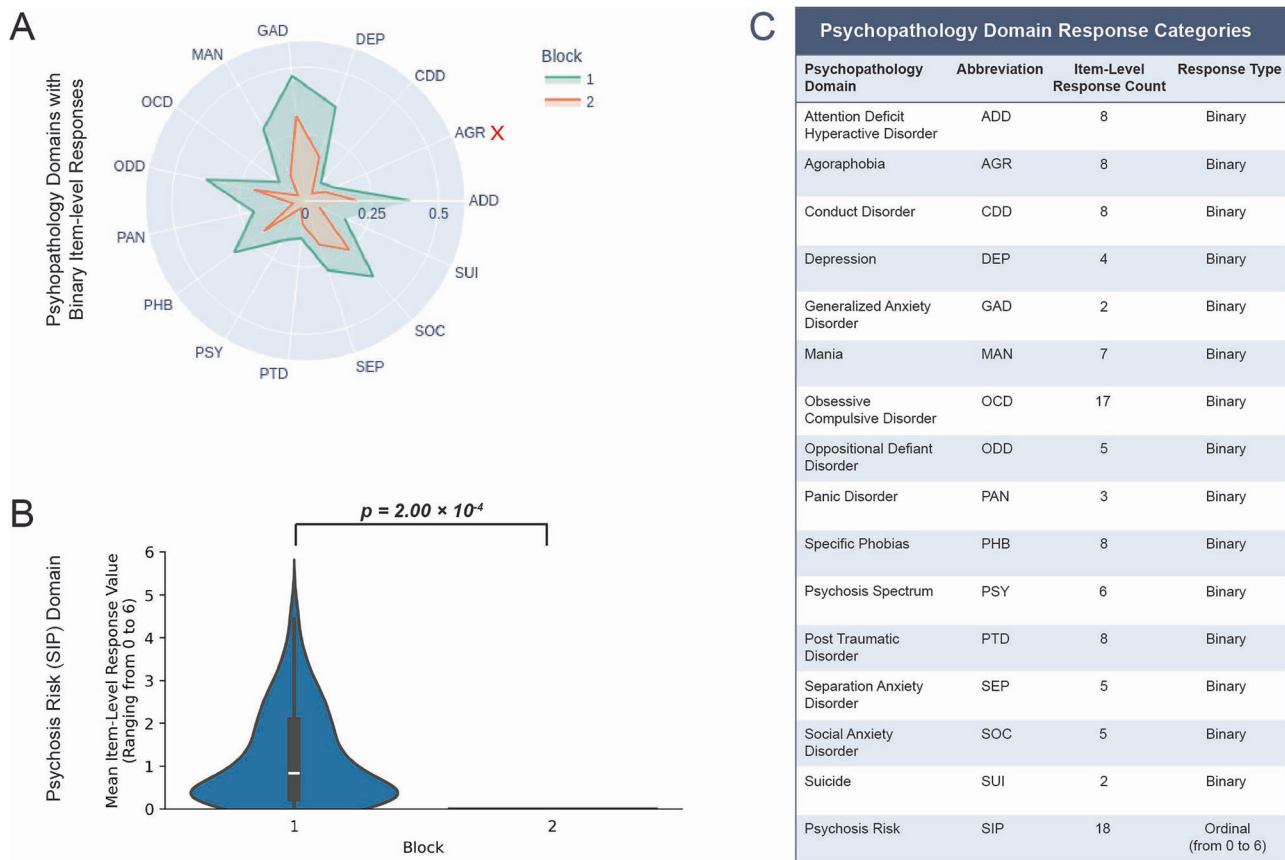 A
Psyhopathology Domains with
Binary Item-level Responses
GAD
DEP
MAN
CDD
OCD
AGR X
ODD
ADD
0
0.25
0.5
PAN
SUI
PHB
SOC
PSY
SEP
PTD
Block
1
2
B
Psychosis Risk (SIP) Domain
Mean Item-Level Response Value
(Ranging from 0 to 6)
p = 2.00 × 10-4
6
5
4
3
2
1
0
1
2
Block
C
Psychopathology Domain Response Categories
Psychopathology Domain Abbreviation Item-Level Response Count Response Type
Attention Deficit Hyperactive Disorder ADD 8 Binary
Agoraphobia AGR 8 Binary
Conduct Disorder CDD 8 Binary
Depression DEP 4 Binary
Generalized Anxiety Disorder GAD 2 Binary
Mania MAN 7 Binary
Obsessive Compulsive Disorder OCD 17 Binary
Oppositional Defiant Disorder ODD 5 Binary
Panic Disorder PAN 3 Binary
Specific Phobias PHB 8 Binary
Psychosis Spectrum PSY 6 Binary
Post Traumatic Disorder PTD 8 Binary
Separation Anxiety Disorder SEP 5 Binary
Social Anxiety Disorder SOC 5 Binary
Suicide SUI 2 Binary
Psychosis Risk SIP 18 Ordinal (from 0 to 6)